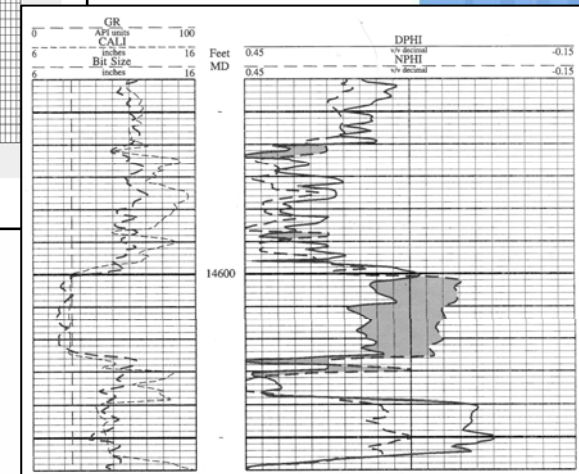 GR
0 API units 100
CALI
6 inches 16
Bit Size
6 inches 16
Feet
MD
DPHI
0.45 v/v decimal -0.15
NPHI
0.45 v/v decimal -0.15
14600